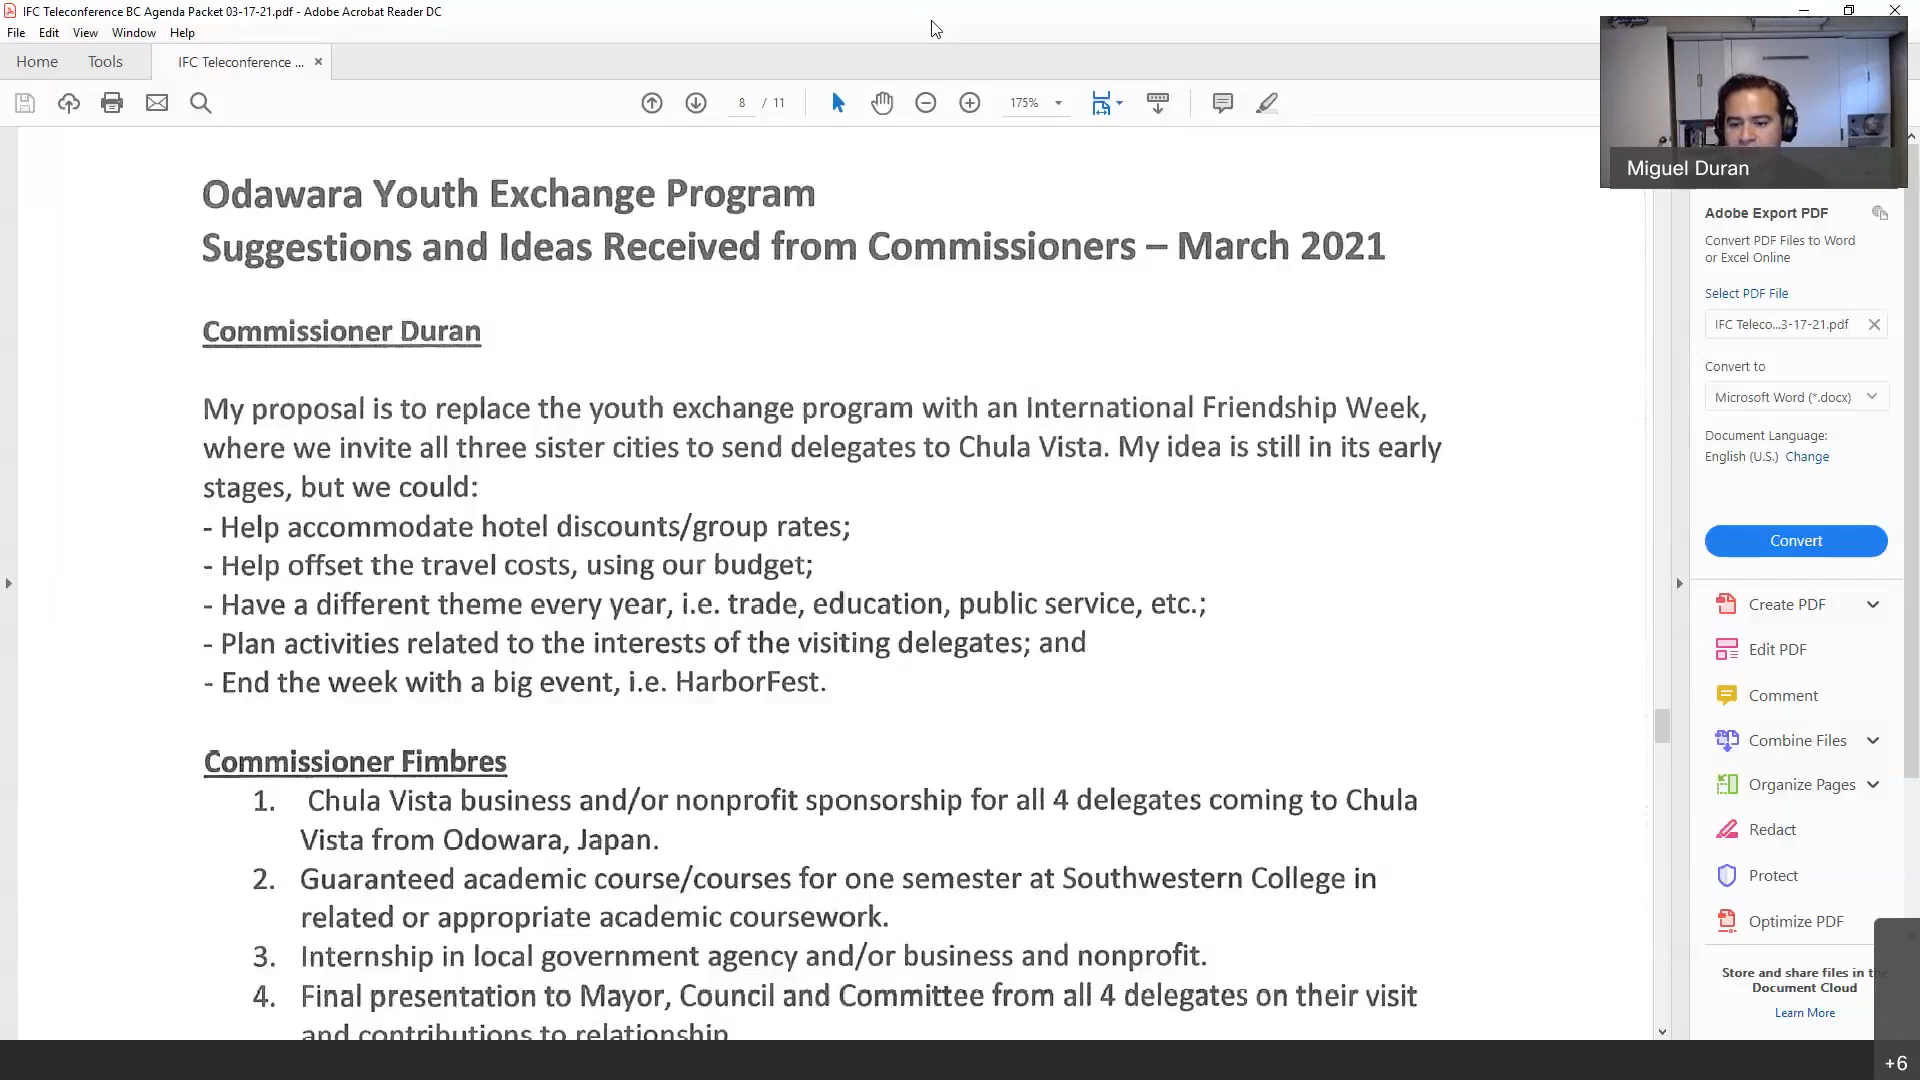 IFC Teleconference BC Agenda Packet 03-17-21.pdf - Adobe Acrobat Reader DC
File Edit View Window Help
Home Tools IFC Teleconference ... ×
8 / 11 175%
Miguel Duran
Odawara Youth Exchange Program
Suggestions and Ideas Received from Commissioners – March 2021
Commissioner Duran
My proposal is to replace the youth exchange program with an International Friendship Week,
where we invite all three sister cities to send delegates to Chula Vista. My idea is still in its early
stages, but we could:
- Help accommodate hotel discounts/group rates;
- Help offset the travel costs, using our budget;
- Have a different theme every year, i.e. trade, education, public service, etc.;
- Plan activities related to the interests of the visiting delegates; and
- End the week with a big event, i.e. HarborFest.
Commissioner Fimbres
1. Chula Vista business and/or nonprofit sponsorship for all 4 delegates coming to Chula
Vista from Odowara, Japan.
2. Guaranteed academic course/courses for one semester at Southwestern College in
related or appropriate academic coursework.
3. Internship in local government agency and/or business and nonprofit.
4. Final presentation to Mayor, Council and Committee from all 4 delegates on their visit
and contributions to relationship
Adobe Export PDF
Convert PDF Files to Word
or Excel Online
Select PDF File
IFC Teleco...3-17-21.pdf
Convert to
Microsoft Word (*.docx)
Document Language:
English (U.S.) Change
Convert
Create PDF
Edit PDF
Comment
Combine Files
Organize Pages
Redact
Protect
Optimize PDF
Store and share files in the
Document Cloud
Learn More
+6